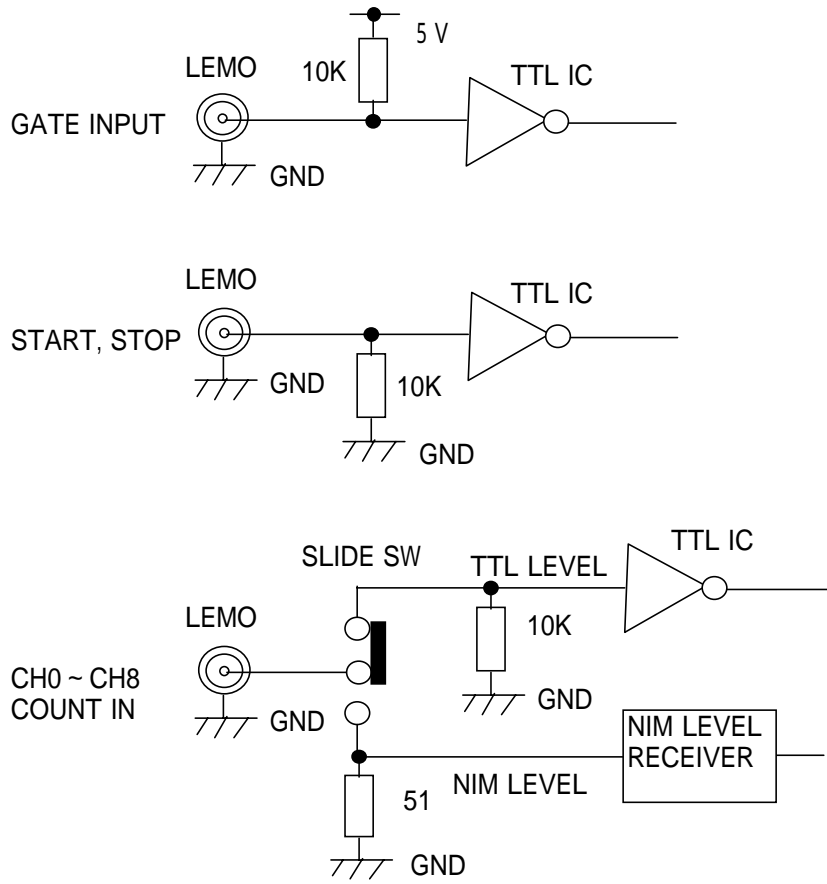 5 V
LEMO
10K
TTL IC
GATE INPUT
GND
LEMO
TTL IC
START, STOP
GND
10K
GND
SLIDE SW
TTL LEVEL
TTL IC
LEMO
10K
CH0 ~ CH8
COUNT IN
GND
GND
NIM LEVEL
RECEIVER
NIM LEVEL
51
GND